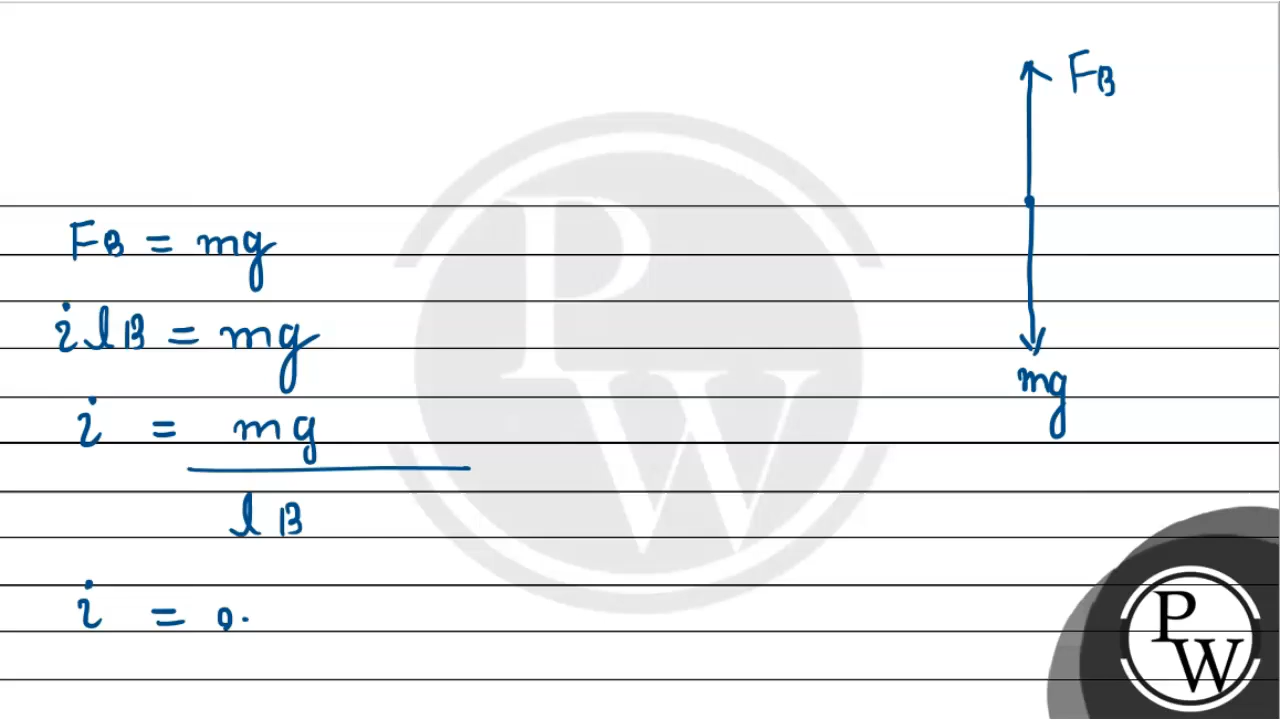 F_B
F_B = mg
i l B = mg
mg
i = mg
l B
i = 0.
P
W
P
W